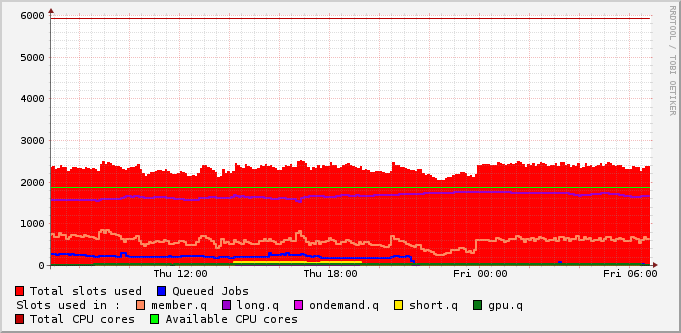 RRDTOOL / TOBI OETIKER
6000
5000
4000
3000
2000
1000
0
Thu 12:00 Thu 18:00 Fri 00:00 Fri 06:00
Total slots used Queued Jobs
Slots used in : member.q long.q ondemand.q short.q gpu.q
Total CPU cores Available CPU cores